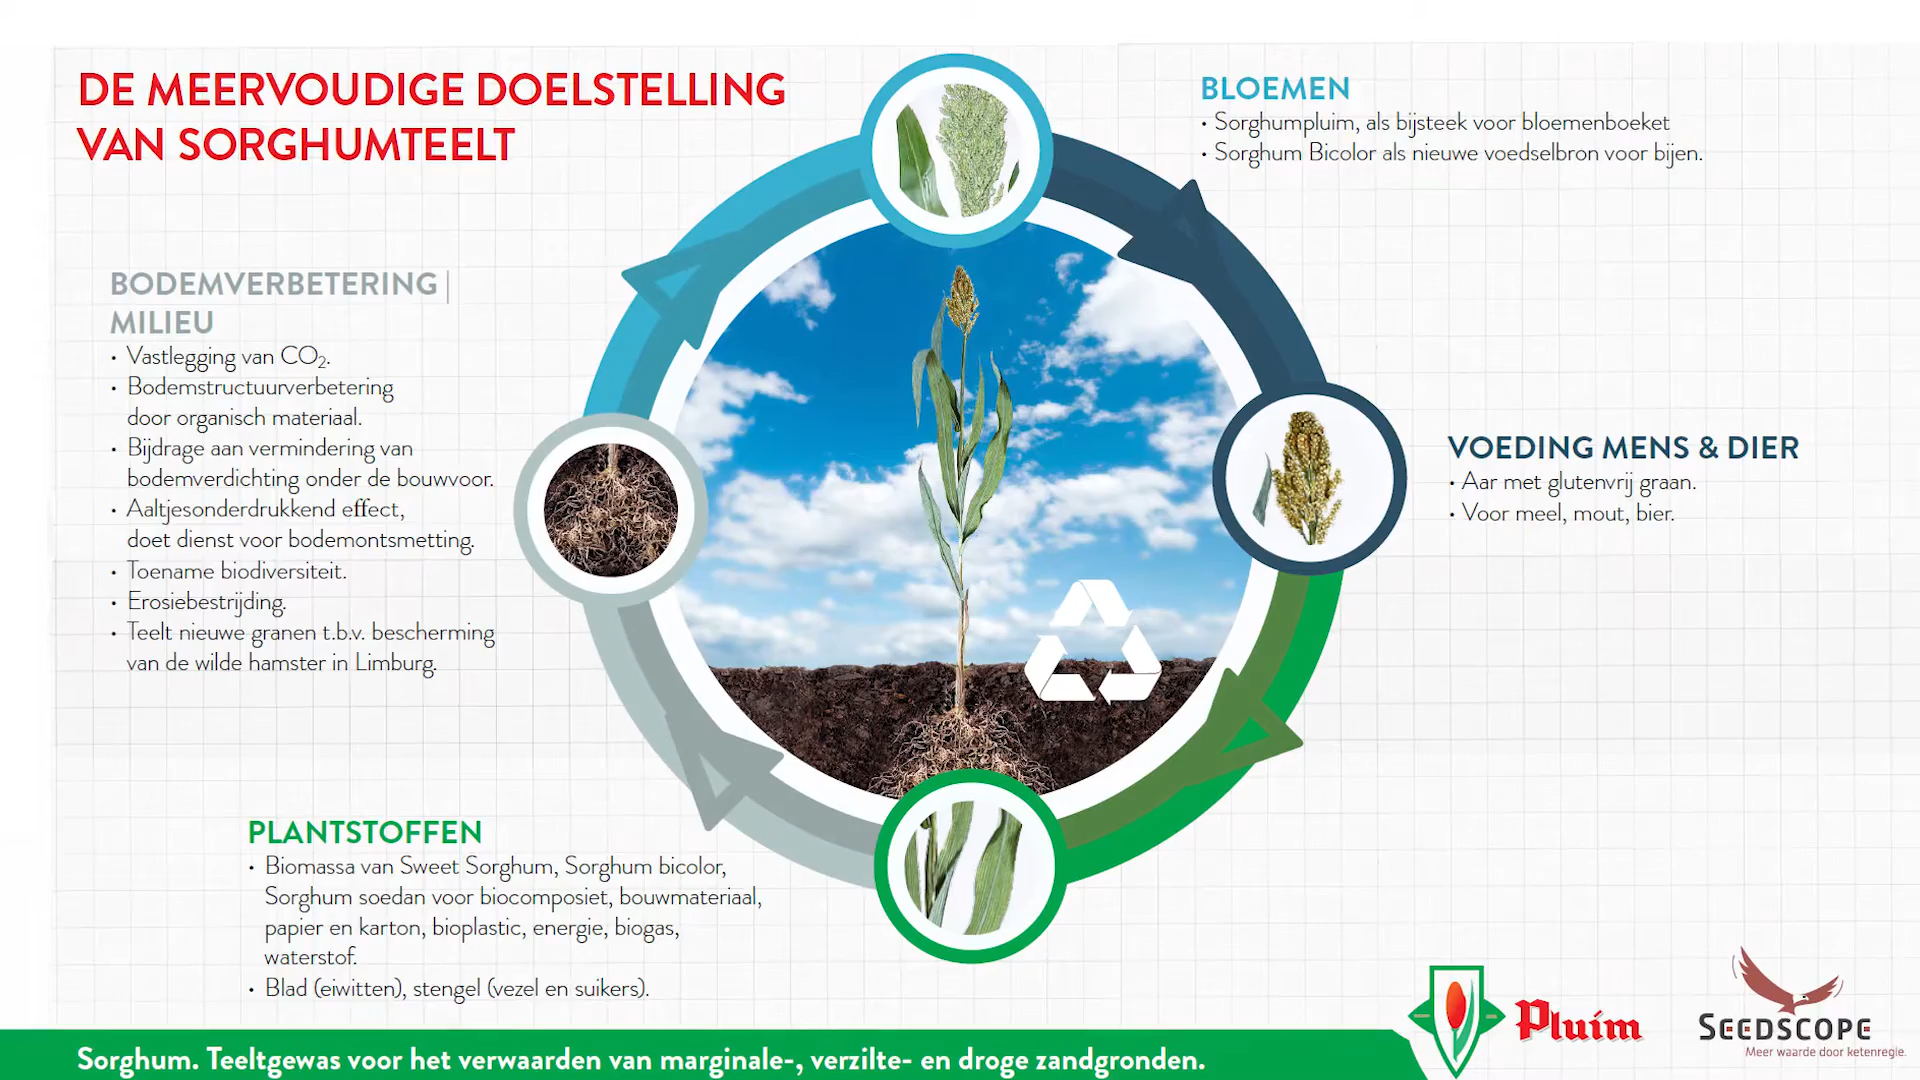 DE MEERVOUDIGE DOELSTELLING
VAN SORGHUMTEELT
BLOEMEN
• Sorghumpluim, als bijsteek voor bloemenboeket
• Sorghum Bicolor als nieuwe voedselbron voor bijen.
BODEMVERBETERING |
MILIEU
• Vastlegging van CO₂.
• Bodemstructuurverbetering
door organisch materiaal.
• Bijdrage aan vermindering van
bodemverdichting onder de bouwvoor.
• Aaltjesonderdrukkend effect,
doet dienst voor bodemontsmetting.
• Toename biodiversiteit.
• Erosiebestrijding.
• Teelt nieuwe granen t.b.v. bescherming
van de wilde hamster in Limburg.
VOEDING MENS & DIER
• Aar met glutenvrij graan.
• Voor meel, mout, bier.
PLANTSTOFFEN
• Biomassa van Sweet Sorghum, Sorghum bicolor,
Sorghum soedan voor biocomposiet, bouwmateriaal,
papier en karton, bioplastic, energie, biogas,
waterstof.
• Blad (eiwitten), stengel (vezel en suikers).
Sorghum. Teeltgewas voor het verwaarden van marginale-, verzilte- en droge zandgronden.
Pluim
SEEDSCOPE
Meer waarde door ketenregie.